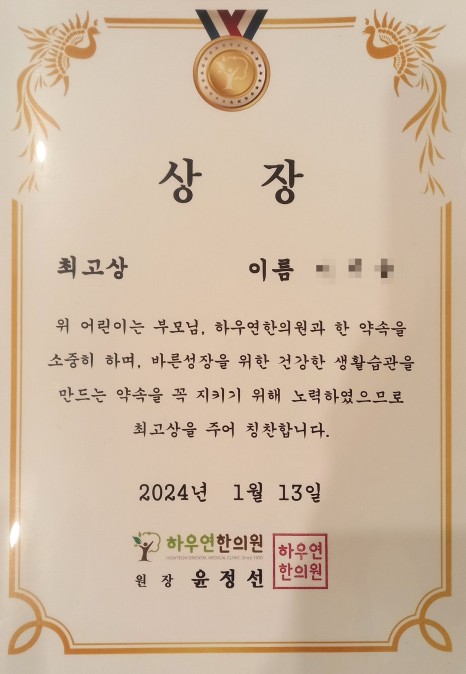 상 장
최고상 이름
위 어린이는 부모님, 하우연한의원과 한 약속을
소중히 하며, 바른성장을 위한 건강한 생활습관을
만드는 약속을 꼭 지키기 위해 노력하였으므로
최고상을 주어 칭찬합니다.
2024년 1월 13일
하우연한의원
원 장 윤정선
하우연
한의원